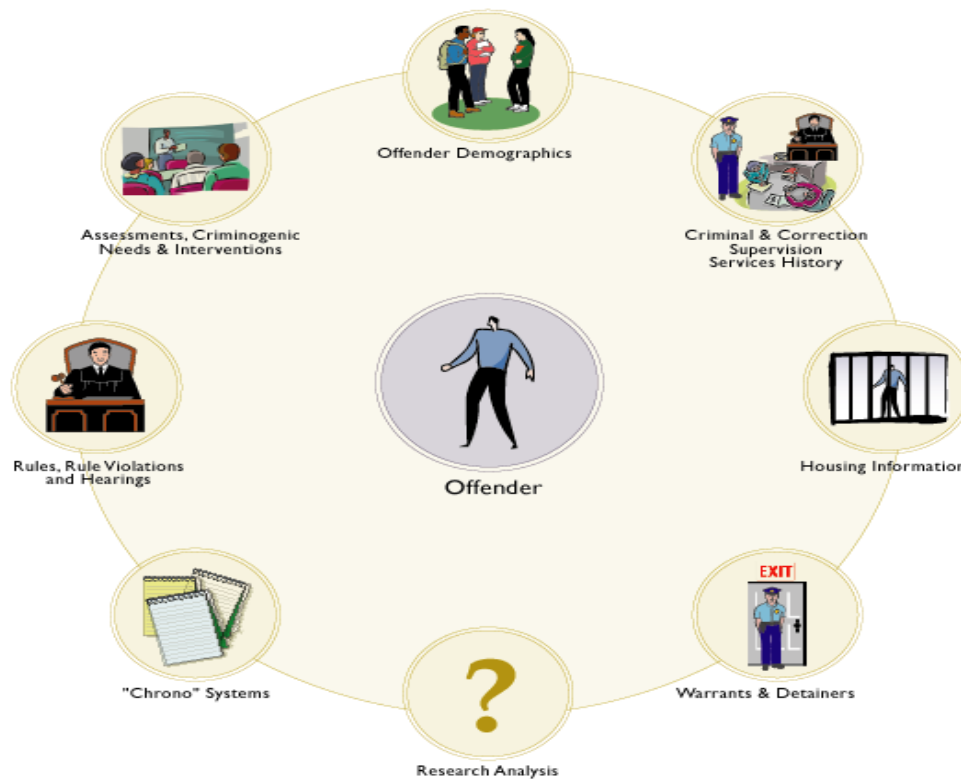 Offender Demographics
Assessments, Criminogenic
Needs & Interventions
Criminal & Correction
Supervision
Services History
Rules, Rule Violations
and Hearings
Offender
Housing Information
EXIT
"Chrono" Systems
Warrants & Detainers
?
Research Analysis